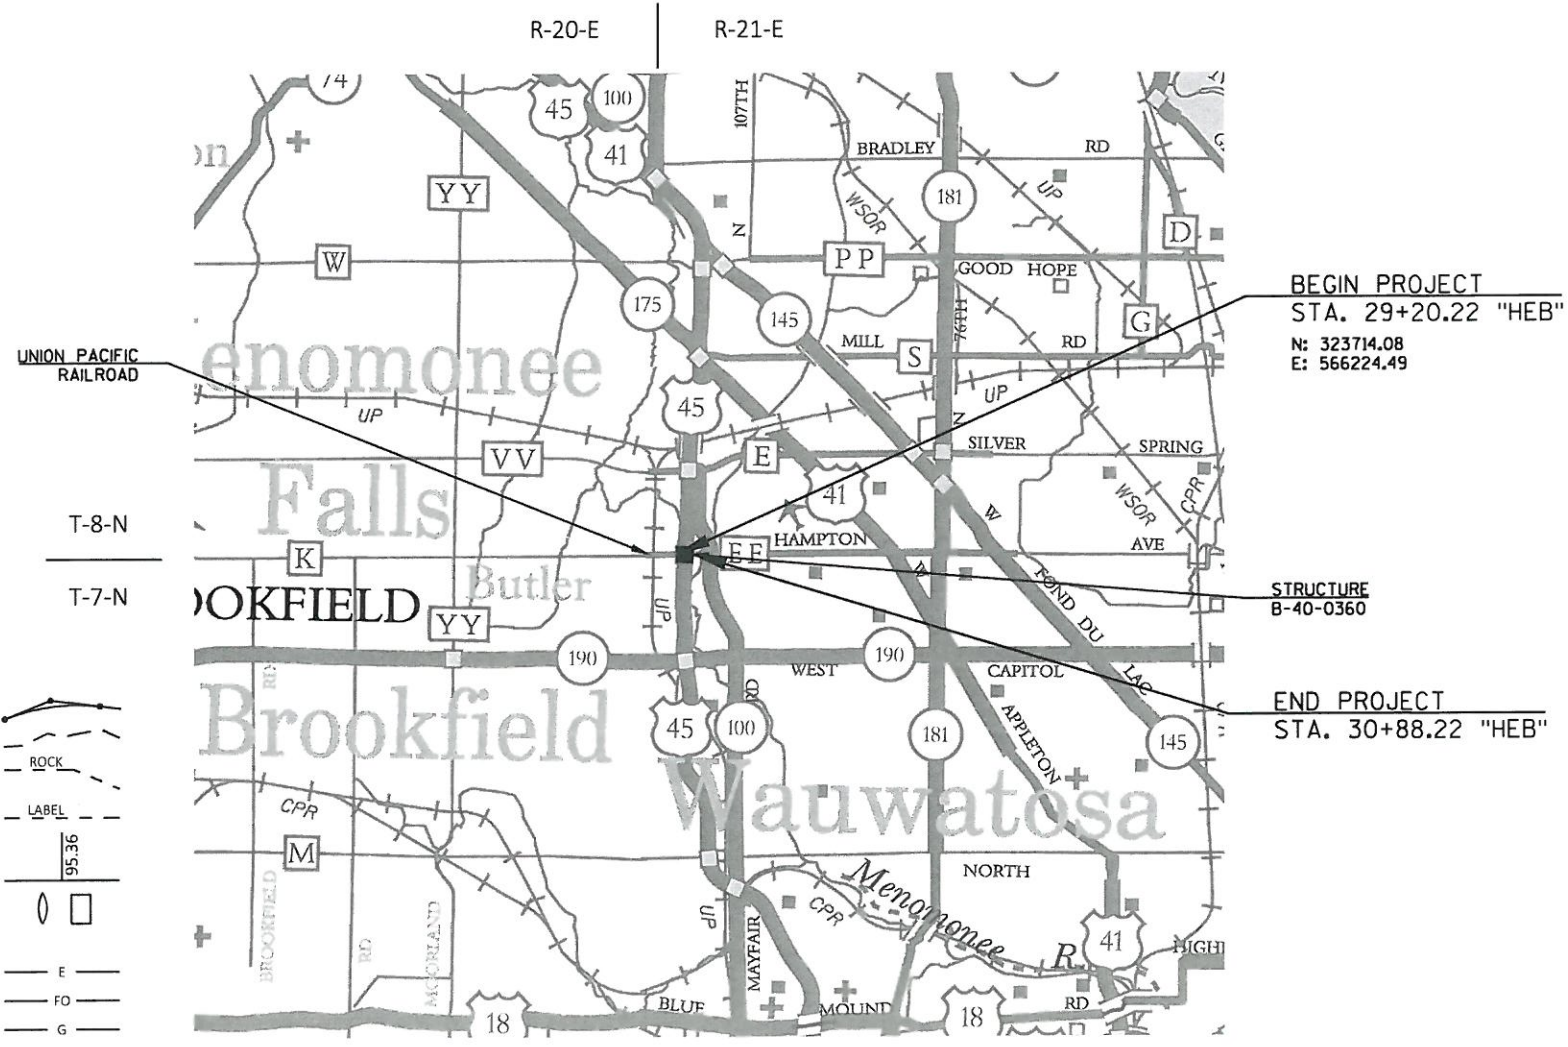 R-20-E
R-21-E
74
45
100
41
107TH
N
BRADLEY
RD
on
YY
WSOR
181
UP
D
W
PP
GOOD HOPE
BEGIN PROJECT
STA. 29+20.22 "HEB"
N: 323714.08
E: 566224.49
175
145
76TH
G
MILL
S
RD
UNION PACIFIC
RAILROAD
enomonee
UP
45
UP
N
VV
E
SILVER
SPRING
Falls
41
WSOR
CPR
T-8-N
W
HAMPTON
AVE
K
EE
Butler
FOND DU LAC
STRUCTURE
B-40-0360
T-7-N
OOKFIELD
YY
UP
190
190
WEST
CAPITOL
RD
Brookfield
45
100
181
APPLETON
145
END PROJECT
STA. 30+88.22 "HEB"
ROCK
Wauwatosa
CPR
LABEL
95.36
M
NORTH
Menomonee
R.
CPR
UP
MAYFAIR
BROOKFIELD
RD
MOORLAND
41
HIGH
E
FO
G
18
BLUE
MOUND
18
RD